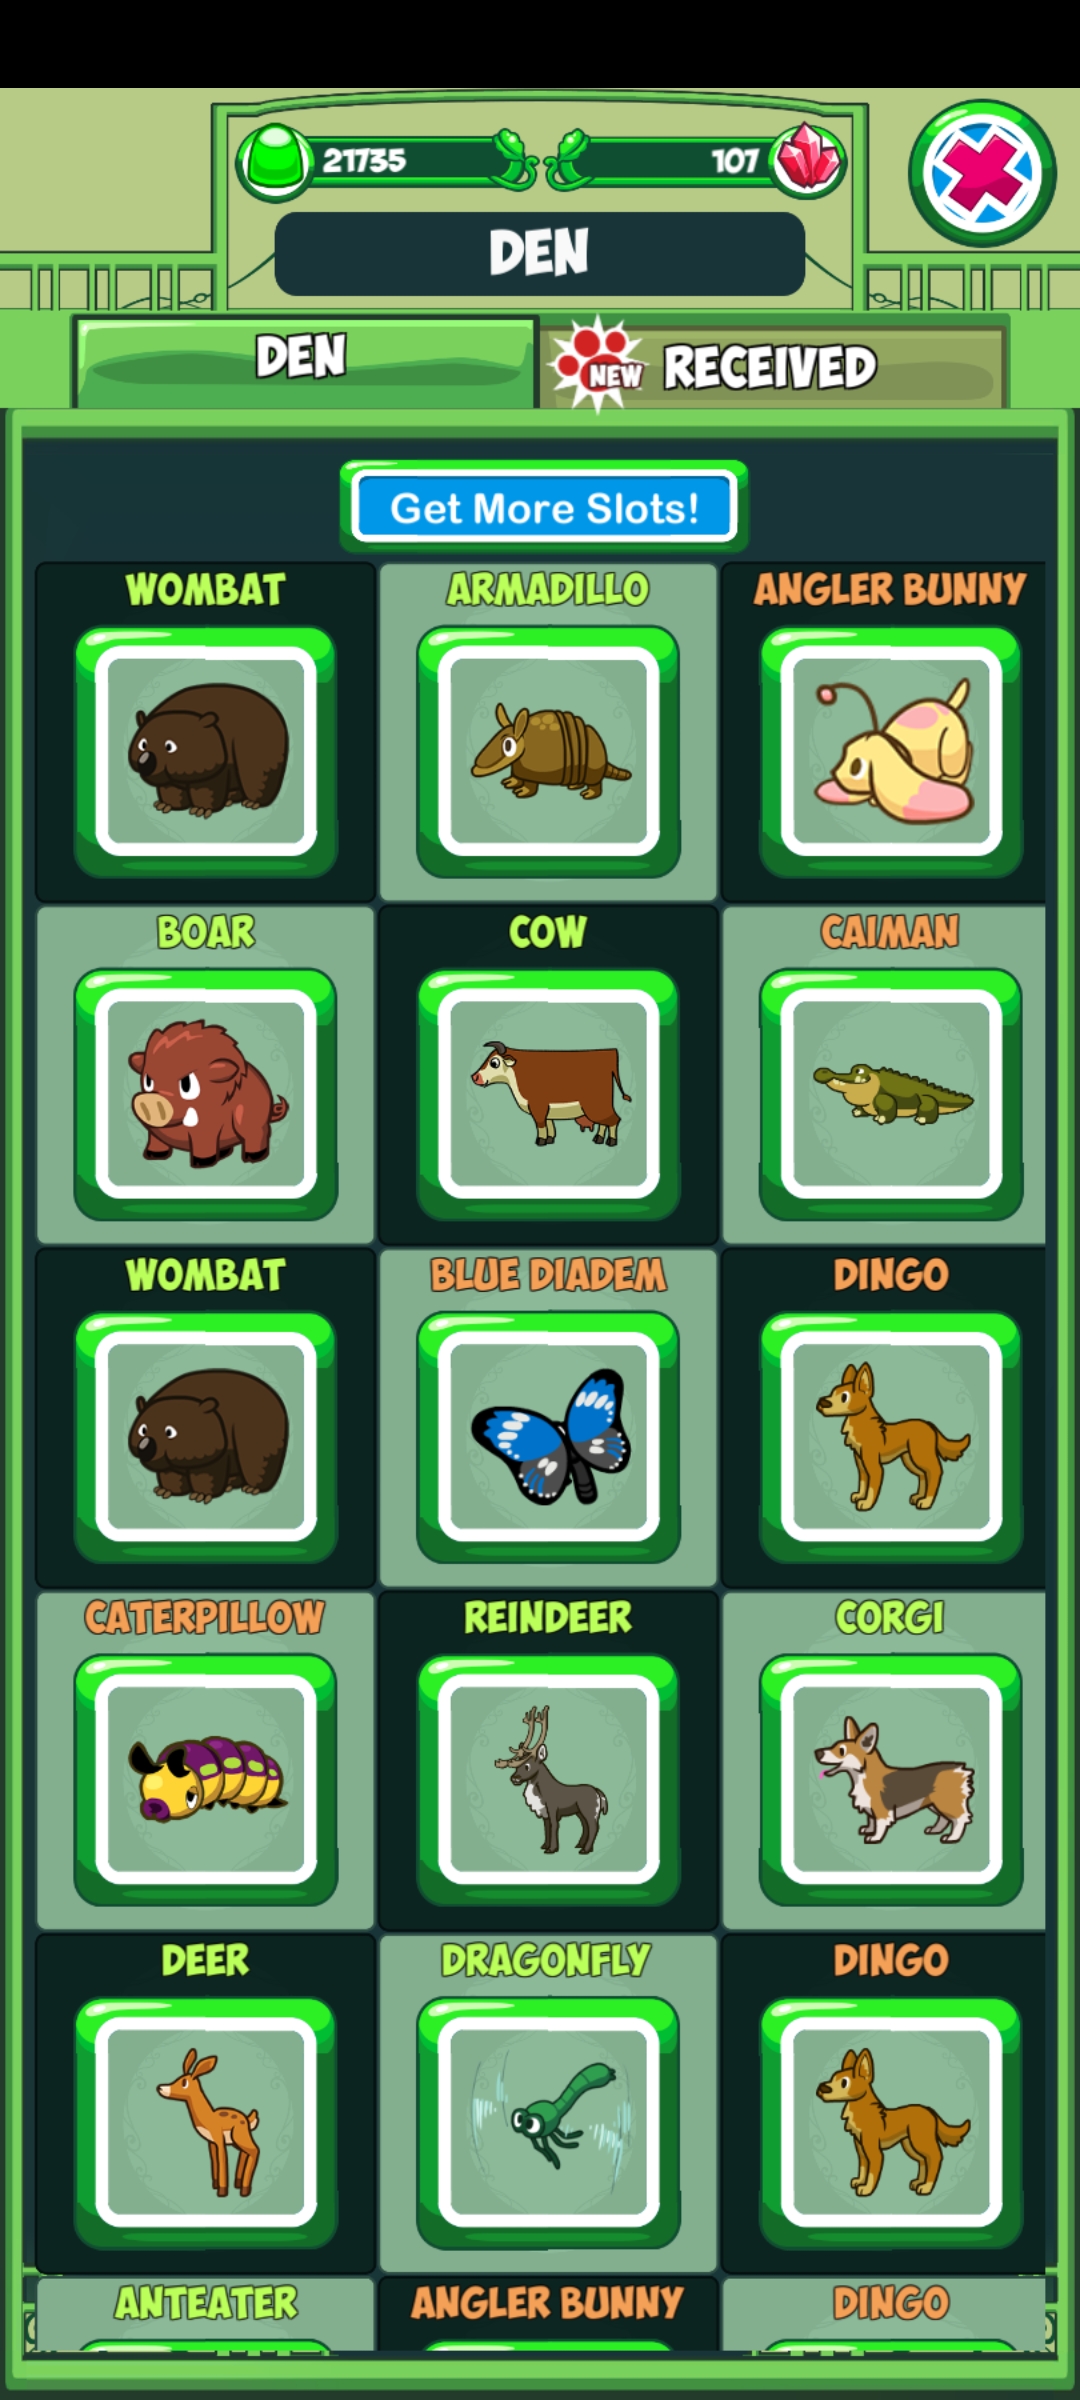 21735 107
DEN
DEN NEW RECEIVED
Get More Slots!
WOMBAT ARMADILLO ANGLER BUNNY
BOAR COW CAIMAN
WOMBAT BLUE DIADEM DINGO
CATERPILLOW REINDEER CORGI
DEER DRAGONFLY DINGO
ANTEATER ANGLER BUNNY DINGO